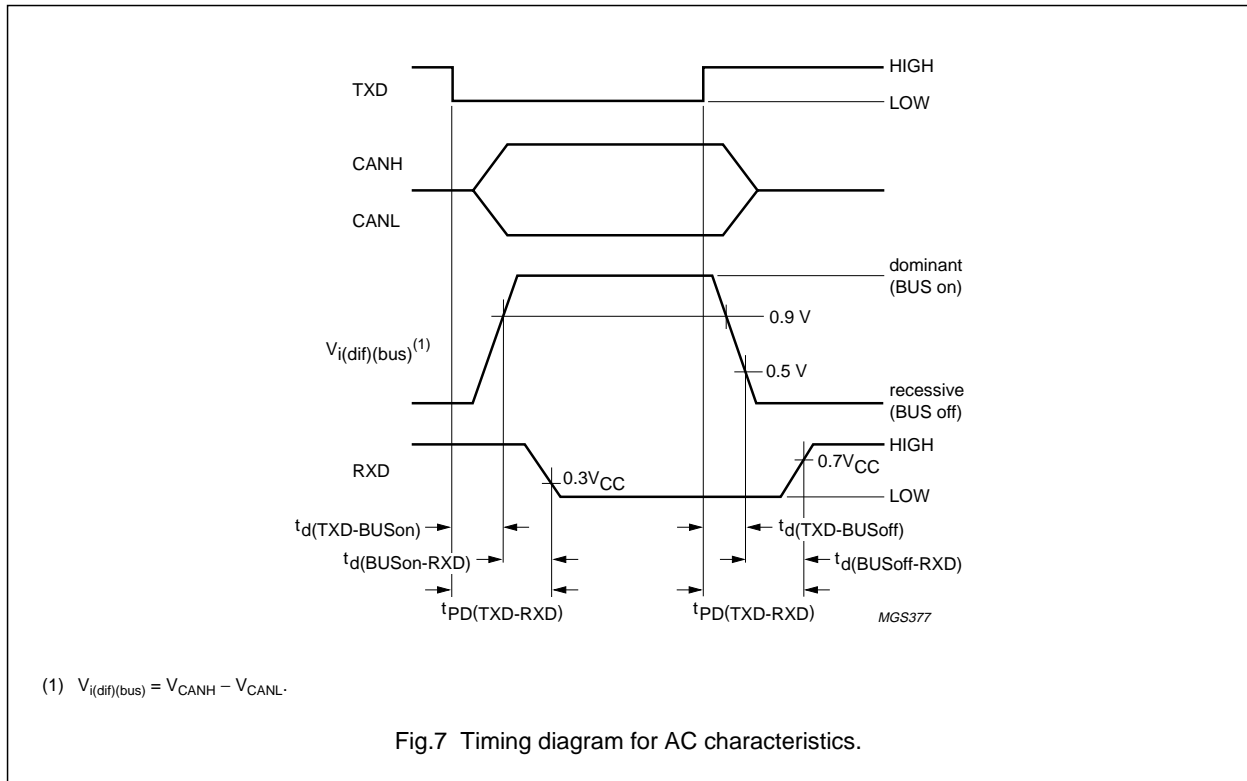 HIGH
TXD
LOW
CANH
CANL
dominant
(BUS on)
0.9 V
Vi(dif)(bus)(1)
0.5 V
recessive
(BUS off)
HIGH
RXD
0.3VCC
0.7VCC
LOW
td(TXD-BUSon)
td(TXD-BUSoff)
td(BUSon-RXD)
td(BUSoff-RXD)
tPD(TXD-RXD)
tPD(TXD-RXD)
MGS377
(1) Vi(dif)(bus) = VCANH − VCANL.
Fig.7 Timing diagram for AC characteristics.